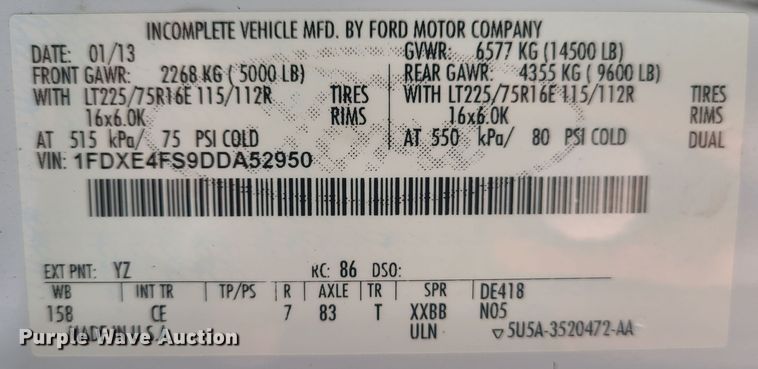 INCOMPLETE VEHICLE MFD. BY FORD MOTOR COMPANY
DATE: 01/13 GVWR: 6577 KG (14500 LB)
FRONT GAWR: 2268 KG ( 5000 LB) REAR GAWR: 4355 KG ( 9600 LB)
WITH LT225/75R16E 115/112R TIRES WITH LT225/75R16E 115/112R TIRES
16x6.0K RIMS 16x6.0K RIMS
AT 515 kPa/ 75 PSI COLD AT 550 kPa/ 80 PSI COLD DUAL
VIN: 1FDXE4FS9DDA52950
EXT PNT: YZ RC: 86 DSO:
WB INT TR TP/PS R AXLE TR SPR DE418
158 CE 7 83 T XXBB N05
MADE IN U.S.A. ULN ▽5U5A-3520472-AA
Purple Wave Auction